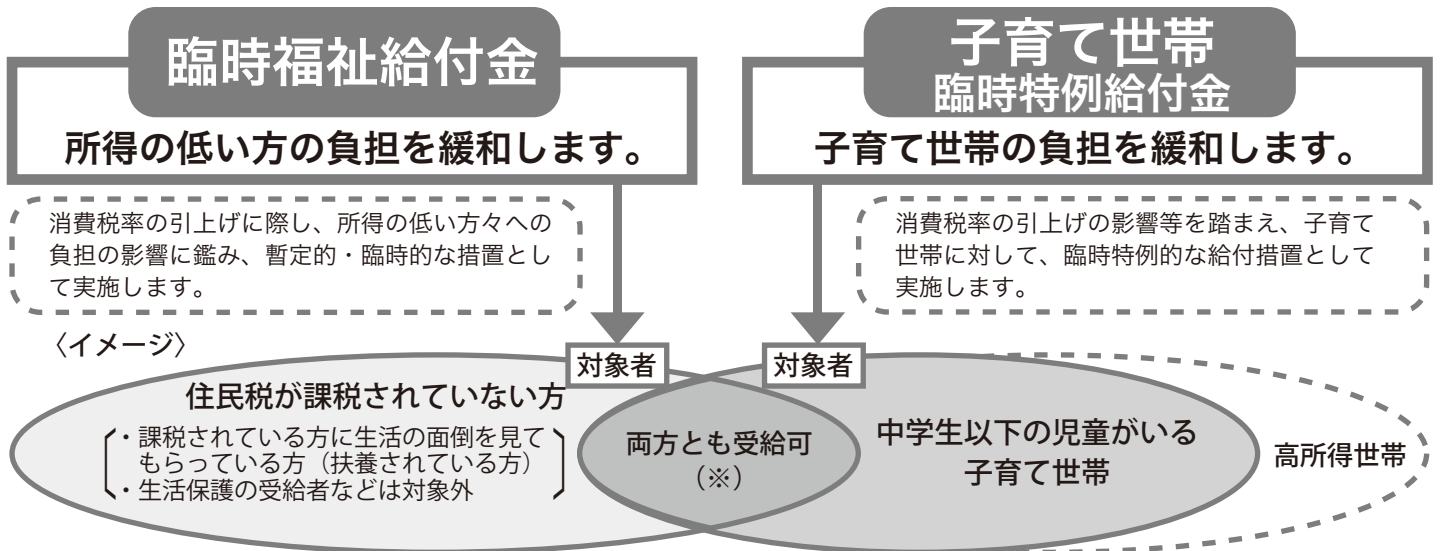 臨時福祉給付金
所得の低い方の負担を緩和します。
消費税率の引上げに際し、所得の低い方々への
負担の影響に鑑み、暫定的・臨時的な措置とし
て実施します。
子育て世帯
臨時特例給付金
子育て世帯の負担を緩和します。
消費税率の引上げの影響等を踏まえ、子育て
世帯に対して、臨時特例的な給付措置として
実施します。
〈イメージ〉
対象者
対象者
住民税が課税されていない方
・課税されている方に生活の面倒を見て
もらっている方（扶養されている方）
・生活保護の受給者などは対象外
両方とも受給可
（※）
中学生以下の児童がいる
子育て世帯
高所得世帯